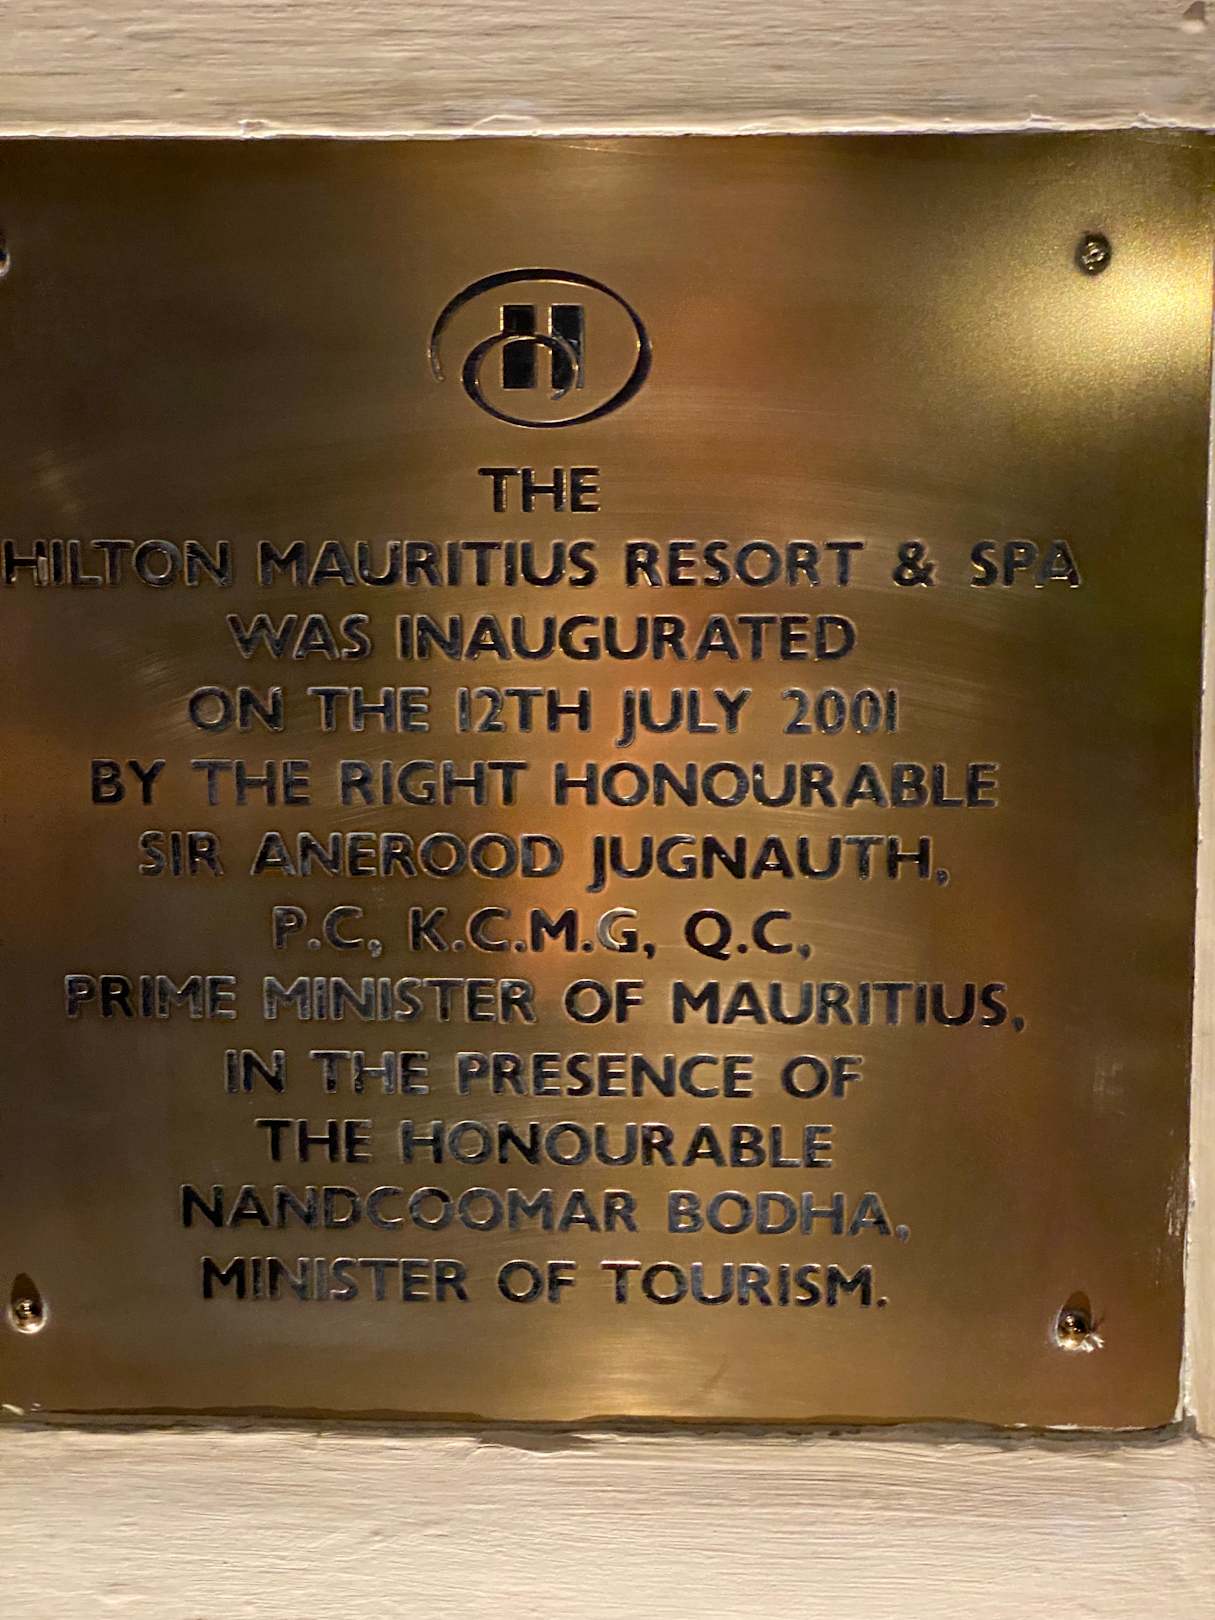 H
THE
HILTON MAURITIUS RESORT & SPA
WAS INAUGURATED
ON THE 12TH JULY 2001
BY THE RIGHT HONOURABLE
SIR ANEROOD JUGNAUTH,
P.C, K.C.M.G, Q.C,
PRIME MINISTER OF MAURITIUS,
IN THE PRESENCE OF
THE HONOURABLE
NANDCOOMAR BODHA,
MINISTER OF TOURISM.